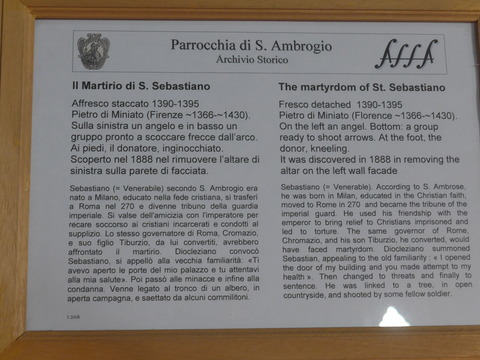 Parrocchia di S. Ambrogio
Archivio Storico
Il Martirio di S. Sebastiano
Affresco staccato 1390-1395
Pietro di Miniato (Firenze ~1366-~1430).
Sulla sinistra un angelo e in basso un
gruppo pronto a scoccare frecce dall'arco.
Ai piedi, il donatore, inginocchiato.
Scoperto nel 1888 nel rimuovere l'altare di
sinistra sulla parete di facciata.
Sebastiano (= Venerabile) secondo S. Ambrogio era
nato a Milano, educato nella fede cristiana, si trasferì
a Roma nel 270 e divenne tribuno della guardia
imperiale. Si valse dell'amicizia con l'imperatore per
recare soccorso ai cristiani incarcerati e condotti al
supplizio. Lo stesso governatore di Roma, Cromazio,
e suo figlio Tiburzio, da lui convertiti, avrebbero
affrontato il martirio. Diocleziano convocò
Sebastiano, si appellò alla vecchia familiarità: «Ti
avevo aperto le porte del mio palazzo e tu attentavi
alla mia salute». Poi passò alle minacce e infine alla
condanna. Venne legato al tronco di un albero, in
aperta campagna, e saettato da alcuni commilitoni.
The martyrdom of St. Sebastiano
Fresco detached 1390-1395
Pietro di Miniato (Florence ~1366-~1430).
On the left an angel. Bottom: a group
ready to shoot arrows. At the foot, the
donor, kneeling.
It was discovered in 1888 in removing the
altar on the left wall facade
Sebastiano (= Venerable). According to S. Ambrose,
he was born in Milan, educated in the Christian faith,
moved to Rome in 270 and became the tribune of the
imperial guard. He used his friendship with the
emperor to bring relief to Christians imprisoned and
led to torture. The same governor of Rome,
Chromazio, and his son Tiburzio, he converted, would
have faced martyrdom. Diocleziano summoned
Sebastian, appealing to the old familiarity : « I opened
the door of my building and you made attempt to my
health ». Then changed to threats and finally to
sentence. He was linked to a tree, in open
countryside, and shooted by some fellow soldier.